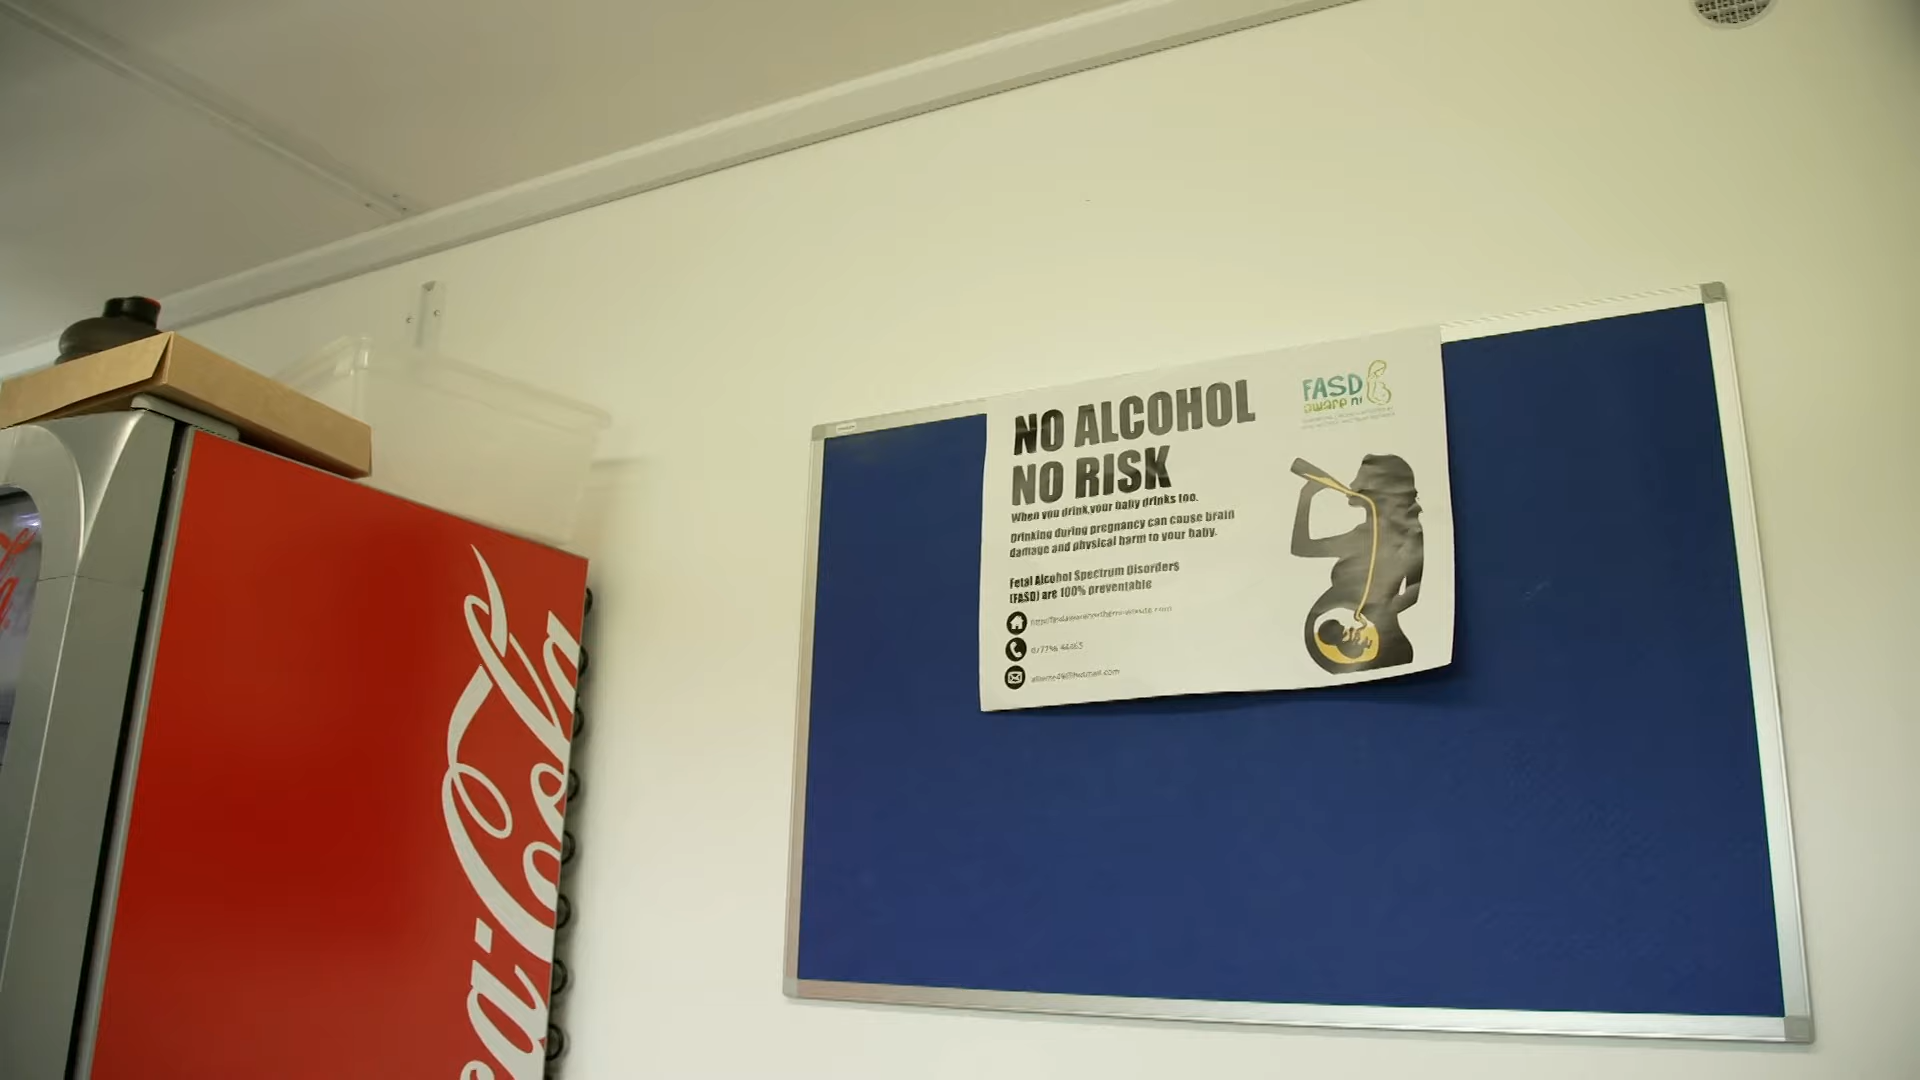 Coca-Cola
NO ALCOHOL
NO RISK
When you drink,your baby drinks too.
Drinking during pregnancy can cause brain
damage and physical harm to your baby.
Fetal Alcohol Spectrum Disorders
(FASD) are 100% preventable
FASD
aware ni